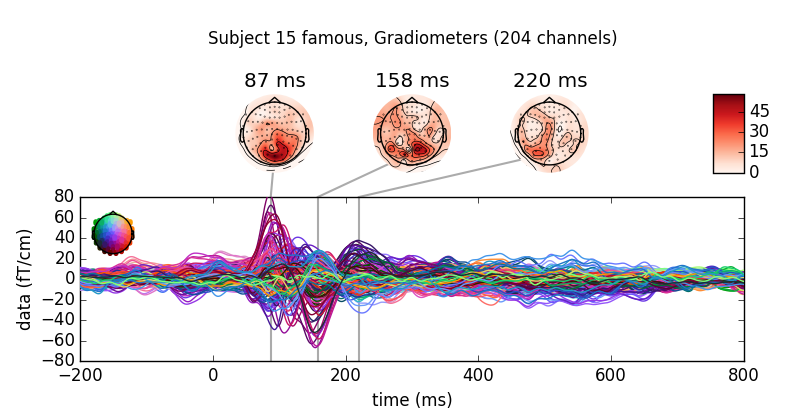 Subject 15 famous, Gradiometers (204 channels)
87 ms 158 ms 220 ms
45
30
15
0
80
60
40
20
0
−20
−40
−60
−80
data (fT/cm)
−200 0 200 400 600 800
time (ms)